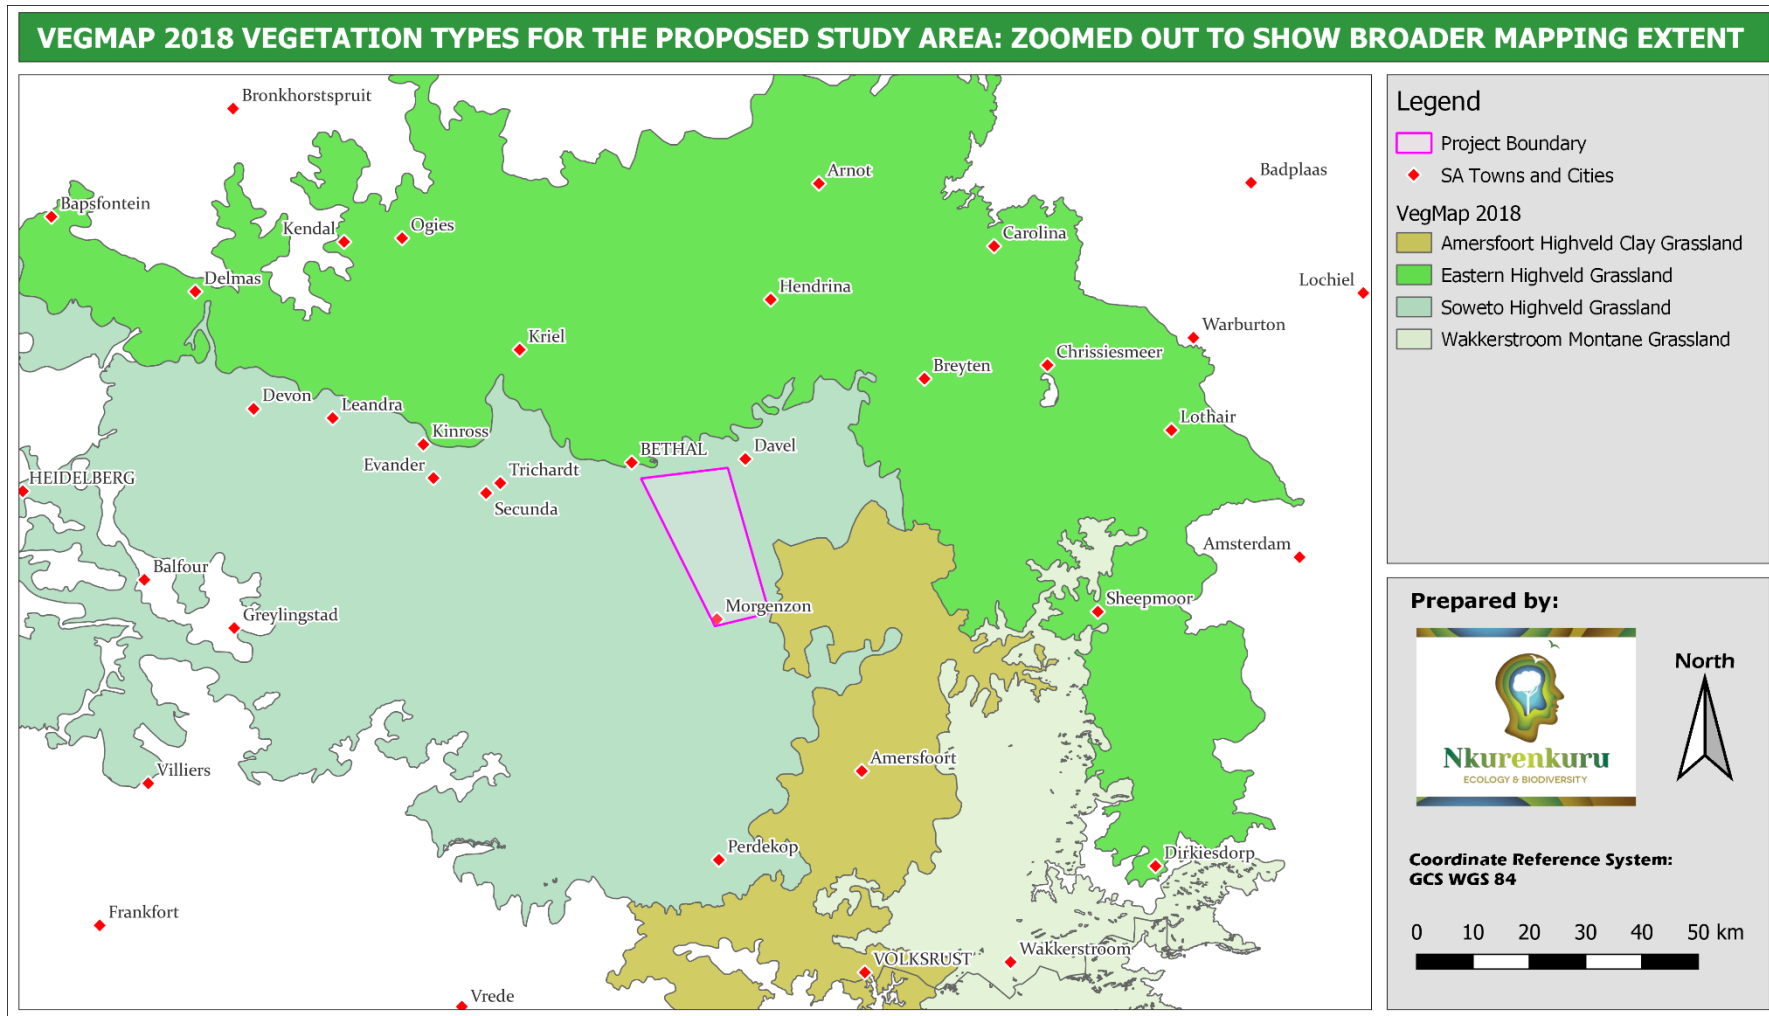 VEGMAP 2018 VEGETATION TYPES FOR THE PROPOSED STUDY AREA: ZOOMED OUT TO SHOW BROADER MAPPING EXTENT
Bronkhorstspruit
Arnot
Badplaas
Bapsfontein
Kendal
Ogies
Carolina
Delmas
Hendrina
Lochiel
Kriel
Warburton
Breyten
Chrissiesmeer
Devon
Leandra
Lothair
Kinross
BETHAL
Davel
Evander
Trichardt
HEIDELBERG
Secunda
Amsterdam
Balfour
Sheepmoor
Greylingstad
Morgenzon
Amersfoort
Villiers
Perdekop
Dirkiesdorp
Frankfort
VOLKSRUST
Wakkerstroom
Vrede
Legend
Project Boundary
SA Towns and Cities
VegMap 2018
Amersfoort Highveld Clay Grassland
Eastern Highveld Grassland
Soweto Highveld Grassland
Wakkerstroom Montane Grassland
Prepared by:
Nkurenkuru
ECOLOGY & BIODIVERSITY
North
Coordinate Reference System:
GCS WGS 84
0 10 20 30 40 50 km